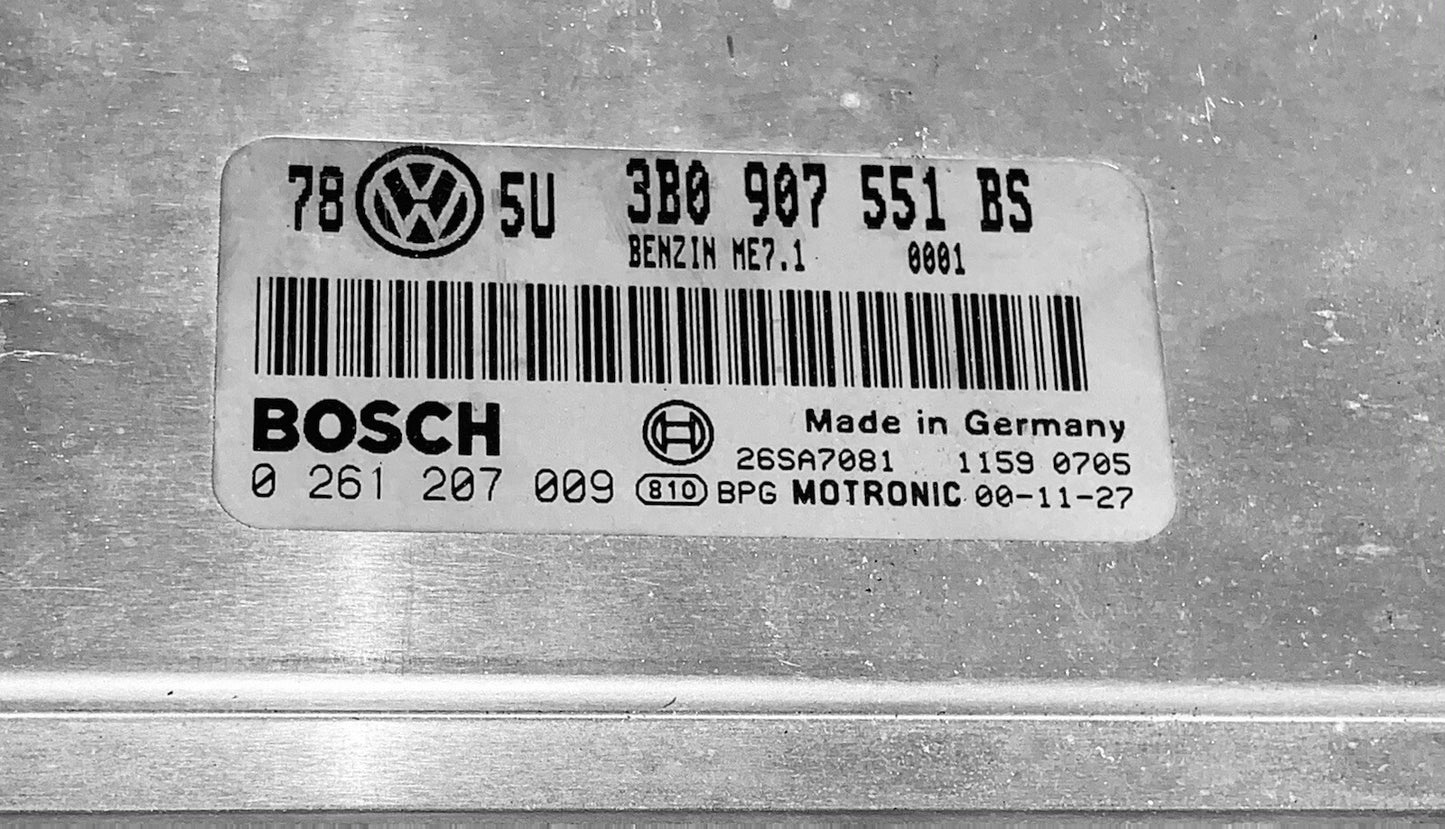 78 VW 5U 3B0 907 551 BS
BENZIN ME7.1 0001
BOSCH Made in Germany
26SA7081 1159 0705
0 261 207 009 810 BPG MOTRONIC 00-11-27